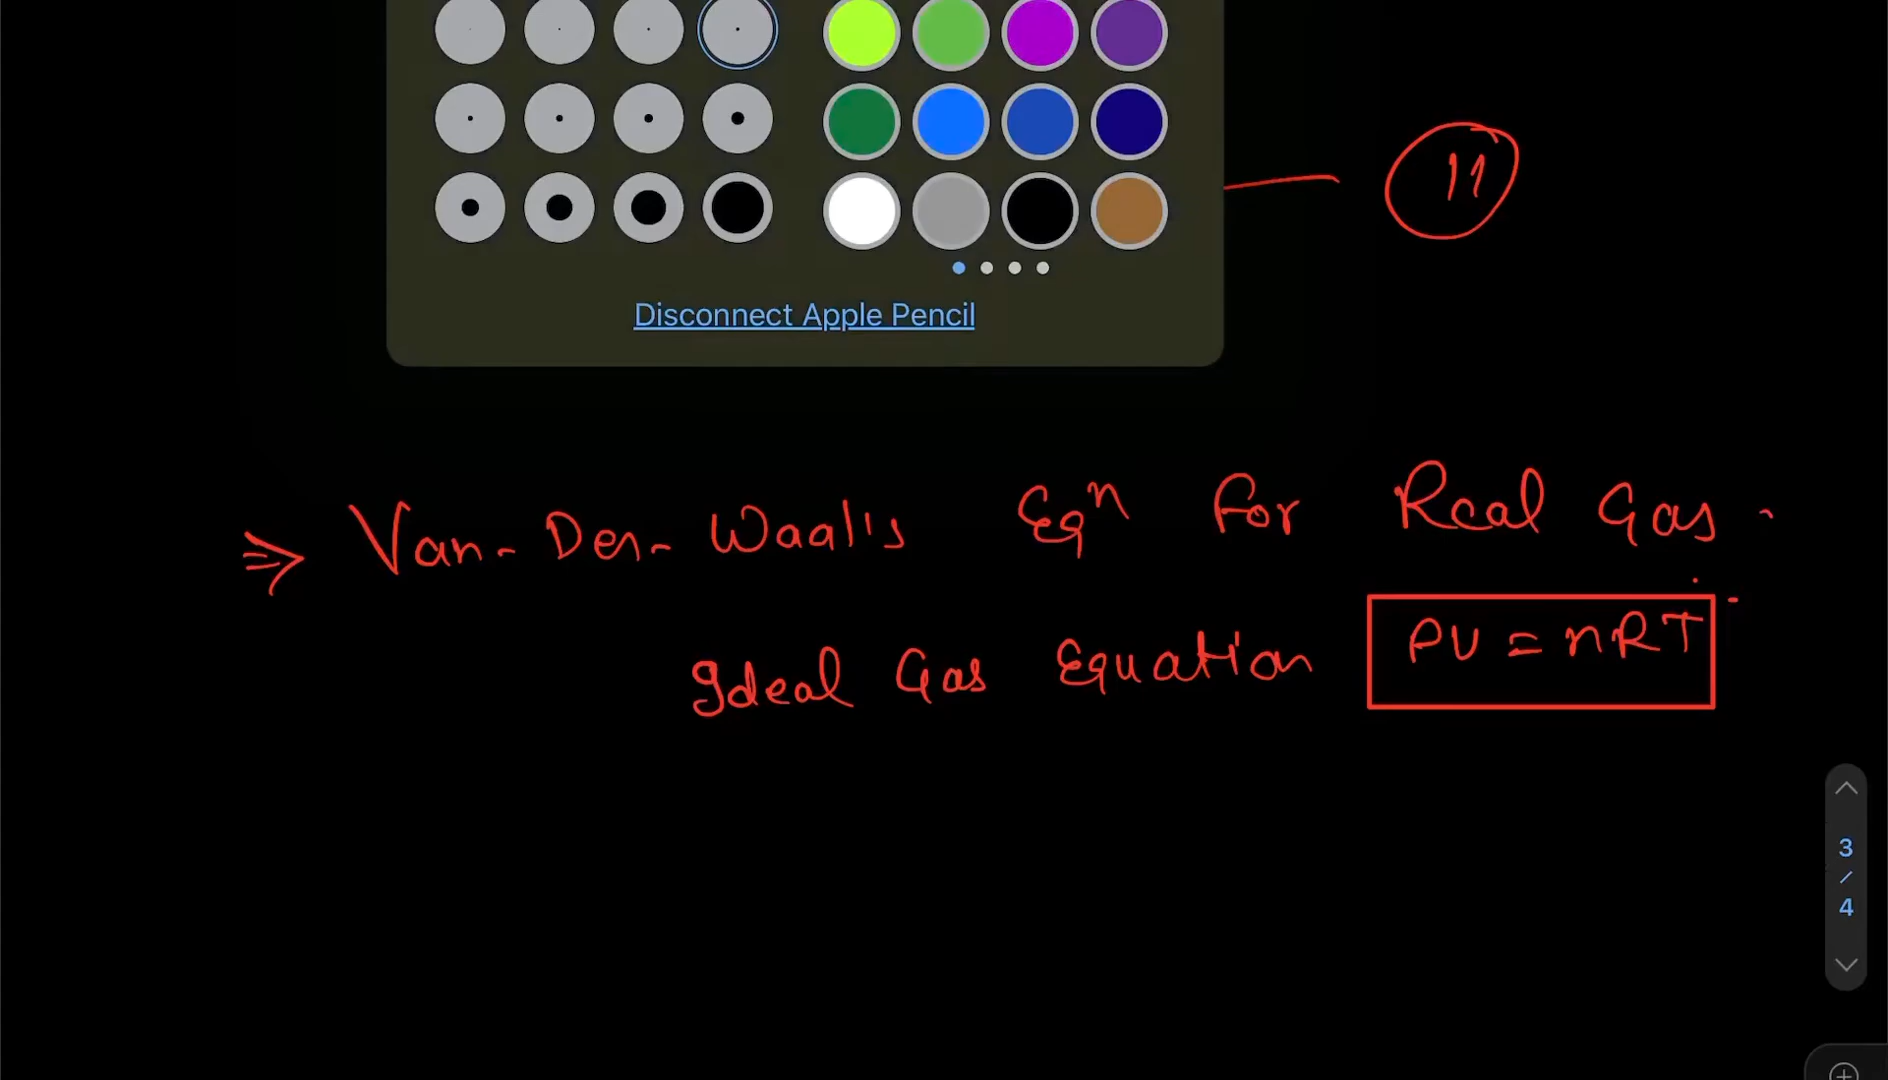 11
Disconnect Apple Pencil
⇒ Van-Der-Waal's Eqⁿ For Real Gas.
Ideal Gas Equation PV = nRT
3
/
4